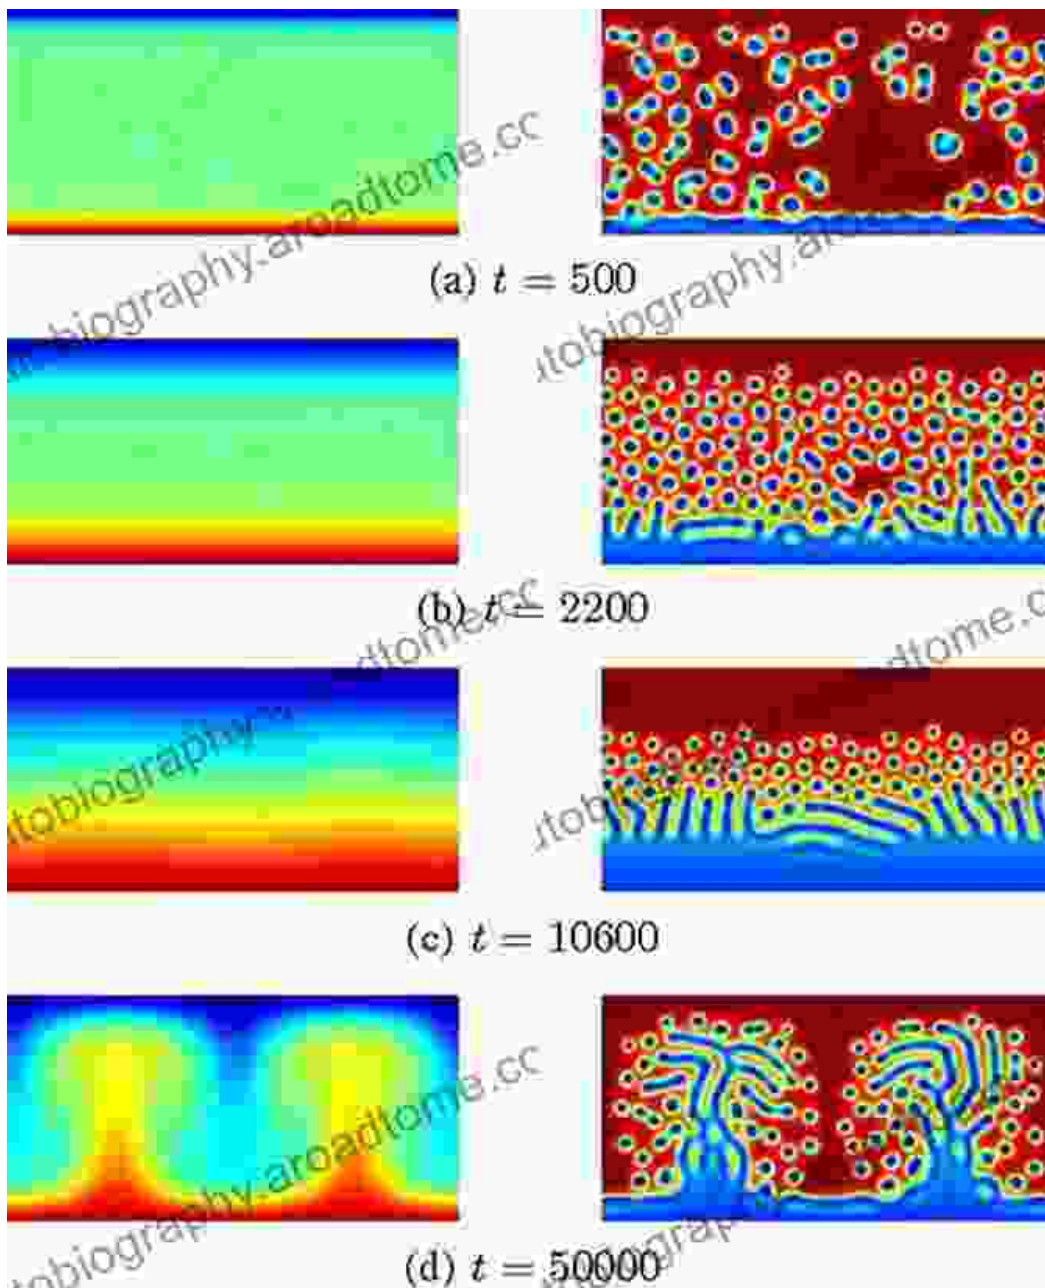 (a) t = 500
(b) t = 2200
(c) t = 10600
(d) t = 50000